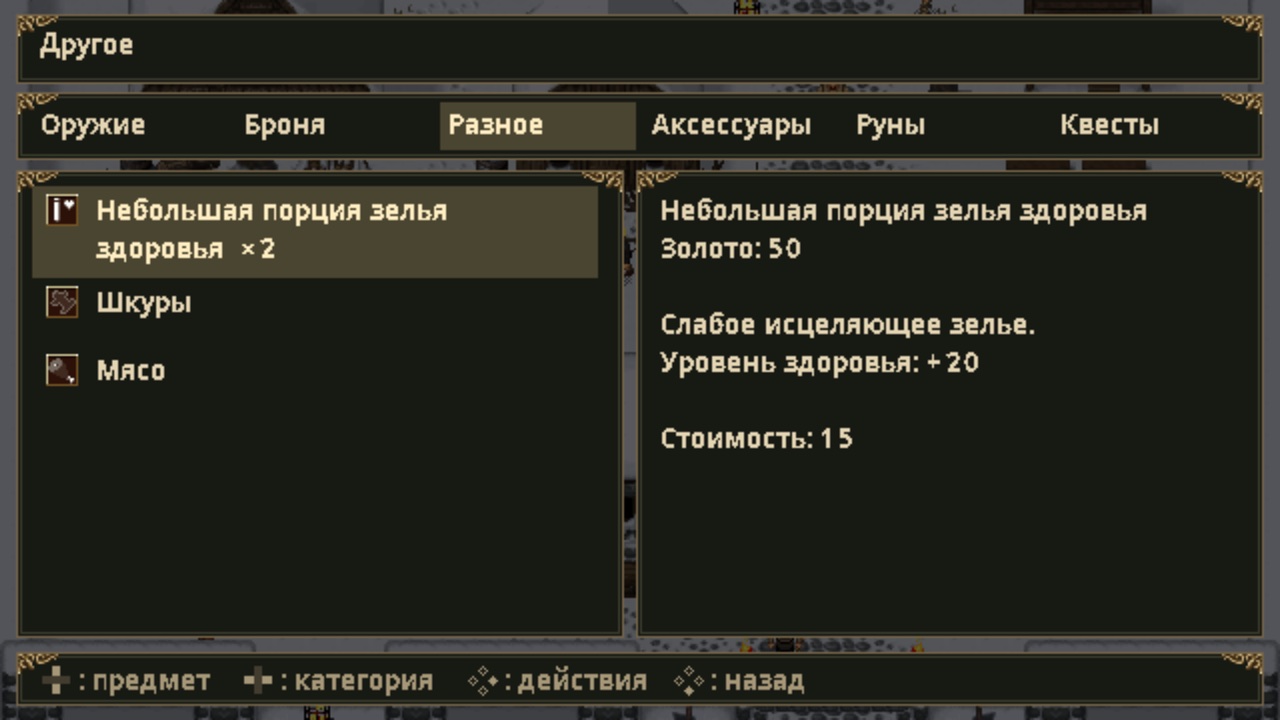 Другое
Оружие Броня Разное Аксессуары Руны Квесты
Небольшая порция зелья
здоровья ×2
Шкуры
Мясо
Небольшая порция зелья здоровья
Золото: 50
Слабое исцеляющее зелье.
Уровень здоровья: +20
Стоимость: 15
: предмет : категория : действия : назад